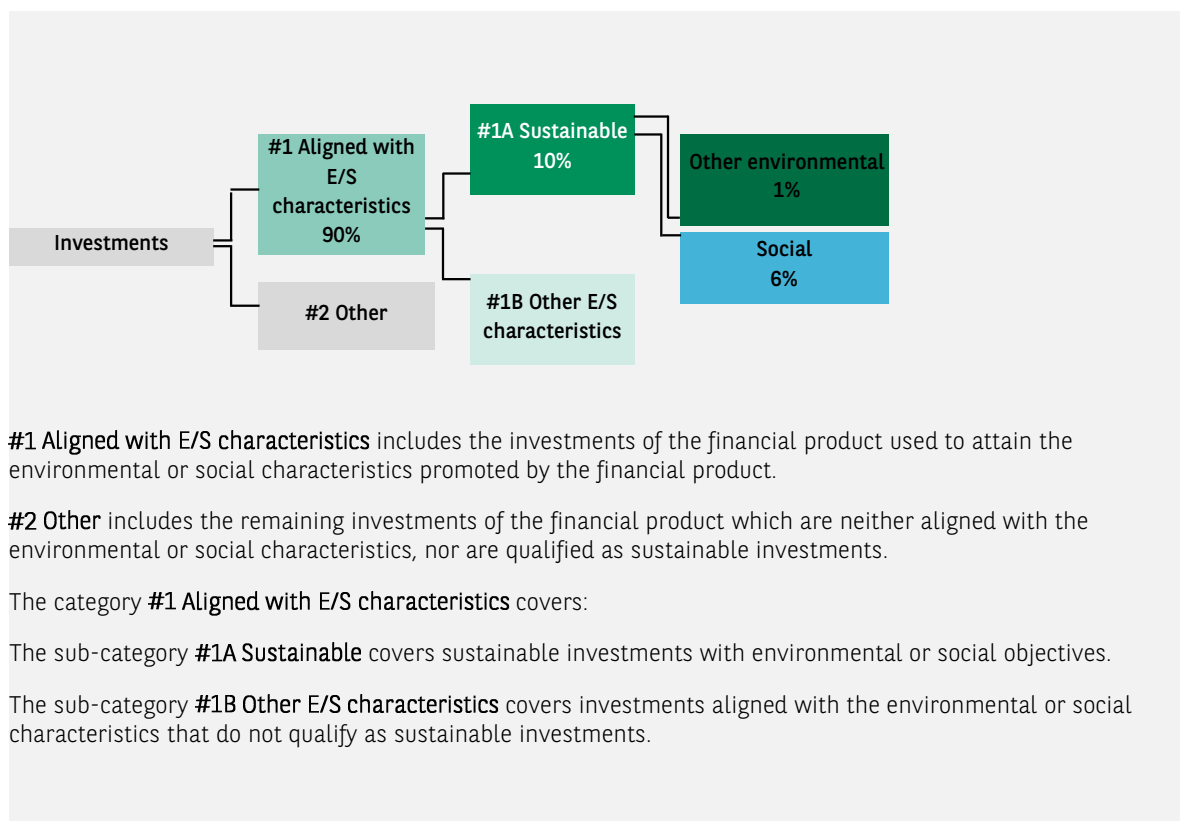 #1A Sustainable
10%
#1 Aligned with
E/S
characteristics
90%
Other environmental
1%
Investments
Social
6%
#2 Other
#1B Other E/S
characteristics
#1 Aligned with E/S characteristics includes the investments of the financial product used to attain the
environmental or social characteristics promoted by the financial product.
#2 Other includes the remaining investments of the financial product which are neither aligned with the
environmental or social characteristics, nor are qualified as sustainable investments.
The category #1 Aligned with E/S characteristics covers:
The sub-category #1A Sustainable covers sustainable investments with environmental or social objectives.
The sub-category #1B Other E/S characteristics covers investments aligned with the environmental or social
characteristics that do not qualify as sustainable investments.